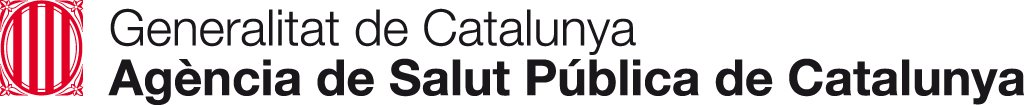 Generalitat de Catalunya
Agència de Salut Pública de Catalunya